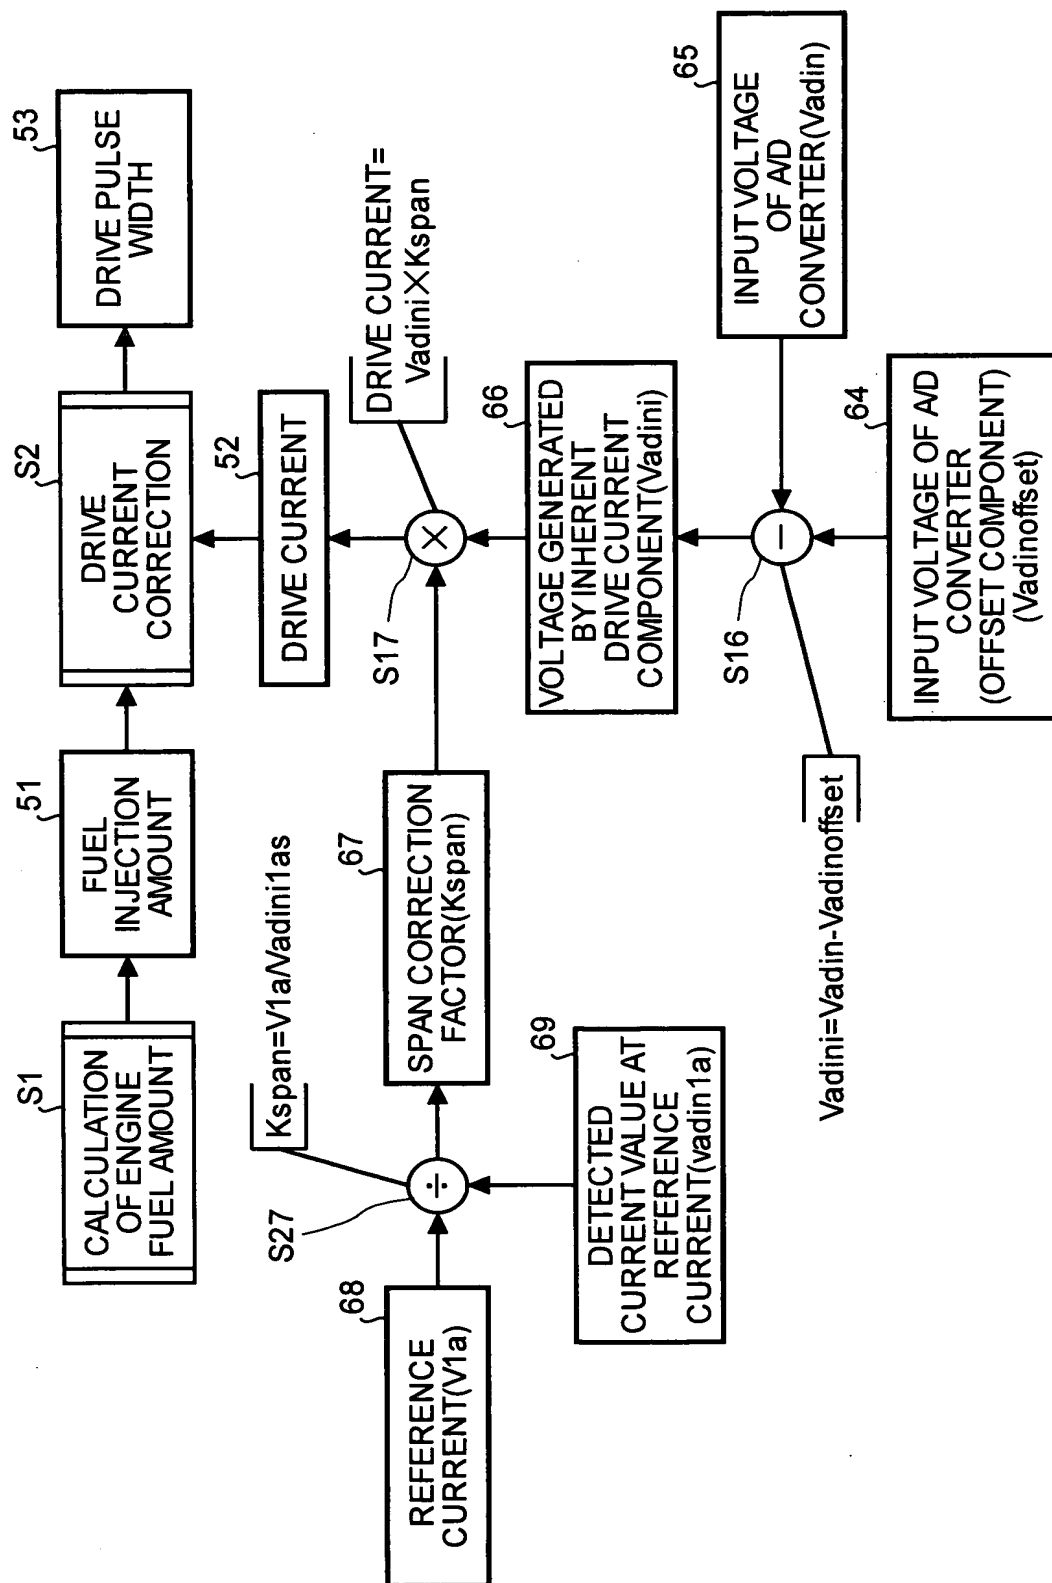 S1
CALCULATION
OF ENGINE
FUEL AMOUNT
51
FUEL
INJECTION
AMOUNT
S2
DRIVE
CURRENT
CORRECTION
53
DRIVE PULSE
WIDTH
52
DRIVE CURRENT
68
REFERENCE
CURRENT(V1a)
S27
÷
Kspan=V1a/Vadini1as
67
SPAN CORRECTION
FACTOR(Kspan)
S17
×
DRIVE CURRENT=
Vadini×Kspan
69
DETECTED
CURRENT VALUE AT
REFERENCE
CURRENT(vadin1a)
66
VOLTAGE GENERATED
BY INHERENT
DRIVE CURRENT
COMPONENT(Vadini)
S16
−
Vadini=Vadin-Vadinoffset
65
INPUT VOLTAGE
OF A/D
CONVERTER(Vadin)
64
INPUT VOLTAGE OF A/D
CONVERTER
(OFFSET COMPONENT)
(Vadinoffset)